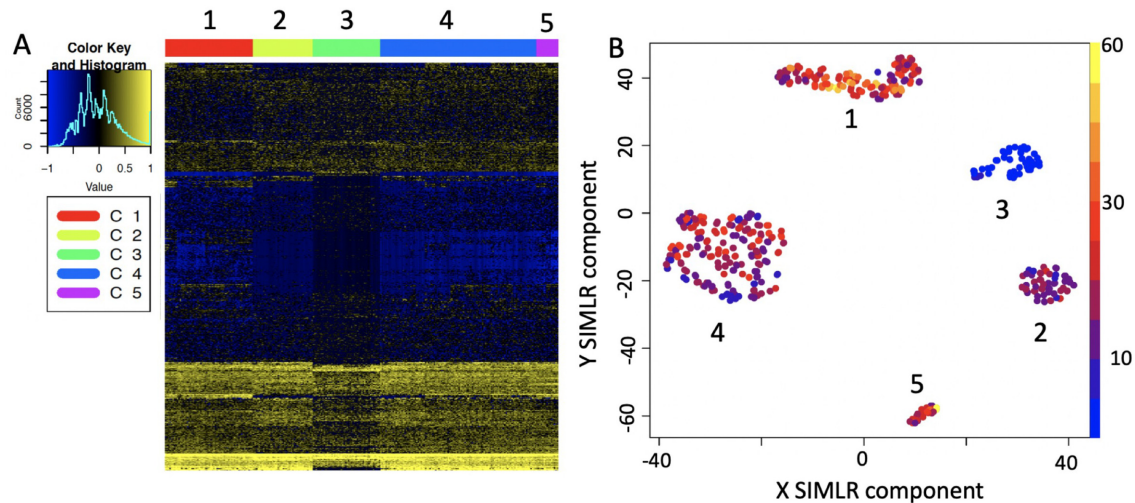 A
1 2 3 4 5
Color Key
and Histogram
Count
0 6000
-1 0 0.5 1
Value
C 1
C 2
C 3
C 4
C 5
B
60
30
10
40
20
0
-20
-40
-60
Y SIMLR component
1
3
4
2
5
-40 0 40
X SIMLR component